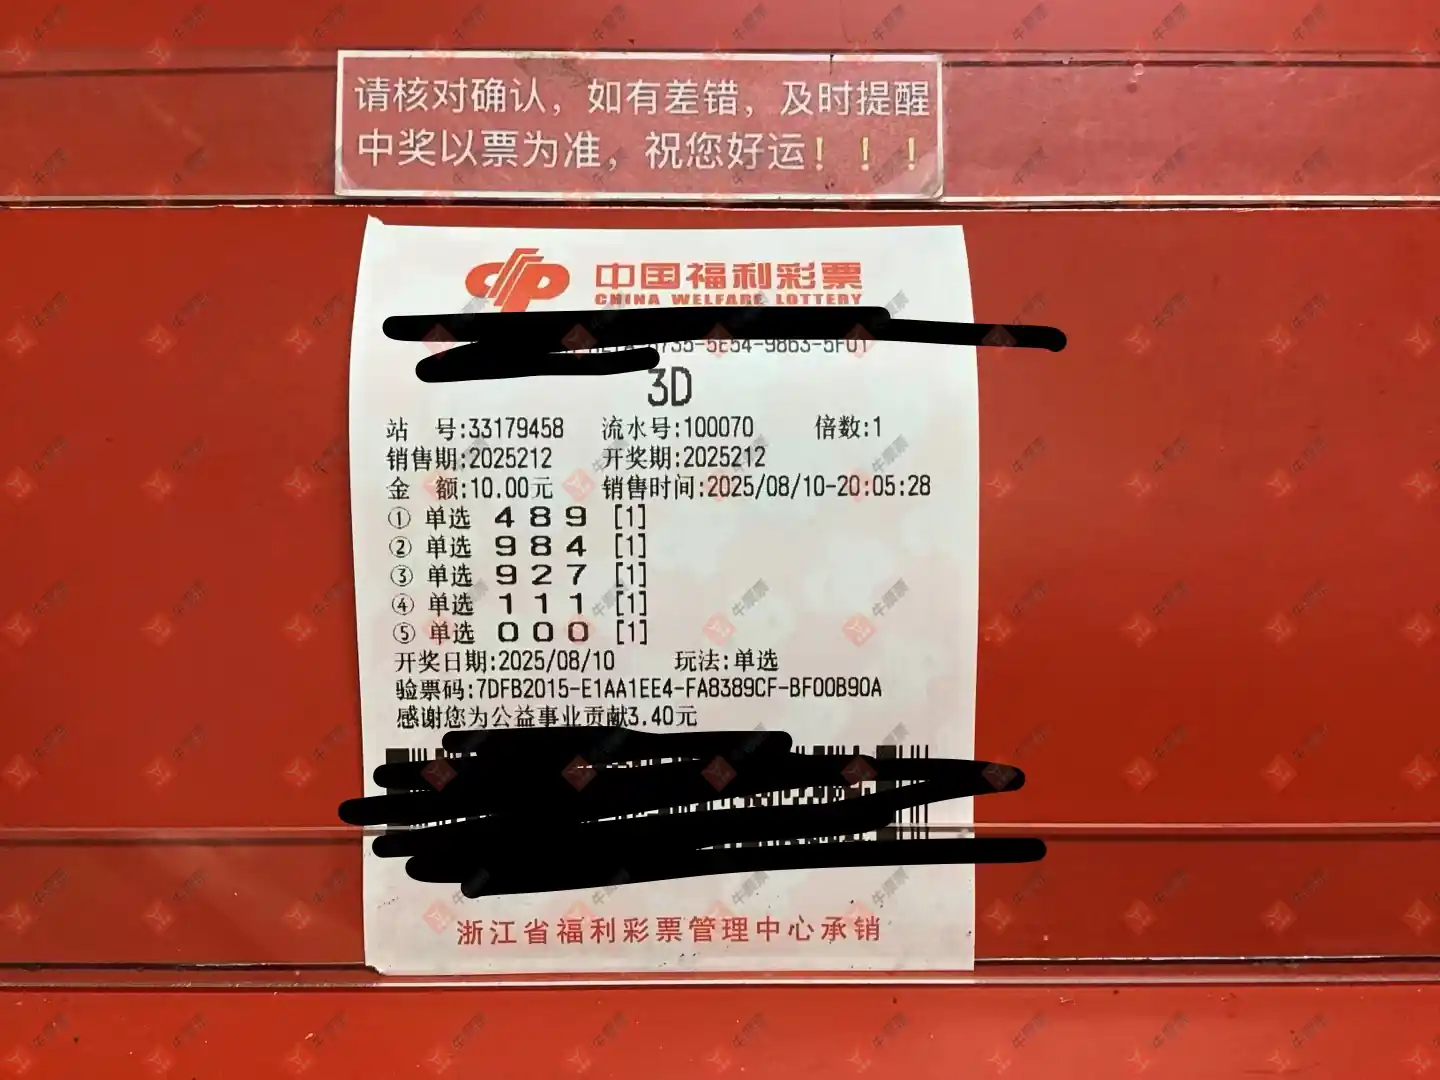 请核对确认，如有差错，及时提醒
中奖以票为准，祝您好运！！！
中国福利彩票
CHINA WELFARE LOTTERY
-5E54-9863-5F01
3D
站 号:33179458 流水号:100070 倍数:1
销售期:2025212 开奖期:2025212
金 额:10.00元 销售时间:2025/08/10-20:05:28
① 单选 4 8 9 [1]
② 单选 9 8 4 [1]
③ 单选 9 2 7 [1]
④ 单选 1 1 1 [1]
⑤ 单选 0 0 0 [1]
开奖日期:2025/08/10 玩法:单选
验票码:7DFB2015-E1AA1EE4-FA8389CF-BF00B90A
感谢您为公益事业贡献3.40元
浙江省福利彩票管理中心承销
牛票票